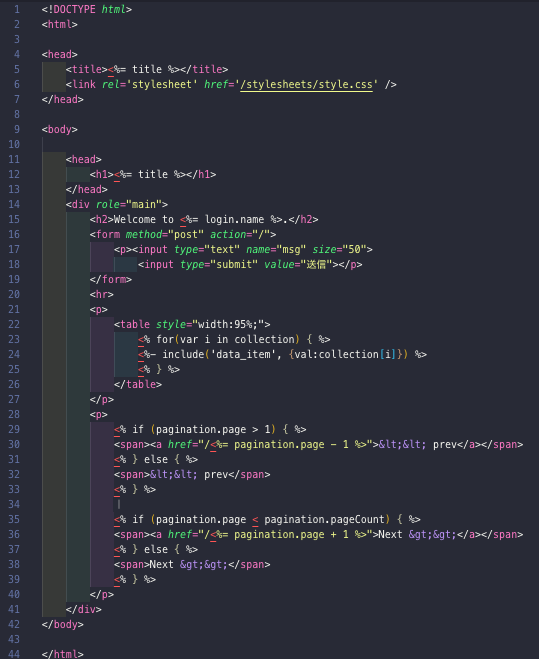 1 <!DOCTYPE html>
2 <html>
3
4 <head>
5 <title><%= title %></title>
6 <link rel='stylesheet' href='/stylesheets/style.css' />
7 </head>
8
9 <body>
10
11 <head>
12 <h1><%= title %></h1>
13 </head>
14 <div role="main">
15 <h2>Welcome to <%= login.name %>.</h2>
16 <form method="post" action="/">
17 <p><input type="text" name="msg" size="50">
18 <input type="submit" value="送信"></p>
19 </form>
20 <hr>
21 <p>
22 <table style="width:95%;">
23 <% for(var i in collection) { %>
24 <%- include('data_item', {val:collection[i]}) %>
25 <% } %>
26 </table>
27 </p>
28 <p>
29 <% if (pagination.page > 1) { %>
30 <span><a href="/<%= pagination.page - 1 %>">&lt;&lt; prev</a></span>
31 <% } else { %>
32 <span>&lt;&lt; prev</span>
33 <% } %>
34 |
35 <% if (pagination.page < pagination.pageCount) { %>
36 <span><a href="/<%= pagination.page + 1 %>">Next &gt;&gt;</a></span>
37 <% } else { %>
38 <span>Next &gt;&gt;</span>
39 <% } %>
40 </p>
41 </div>
42 </body>
43
44 </html>